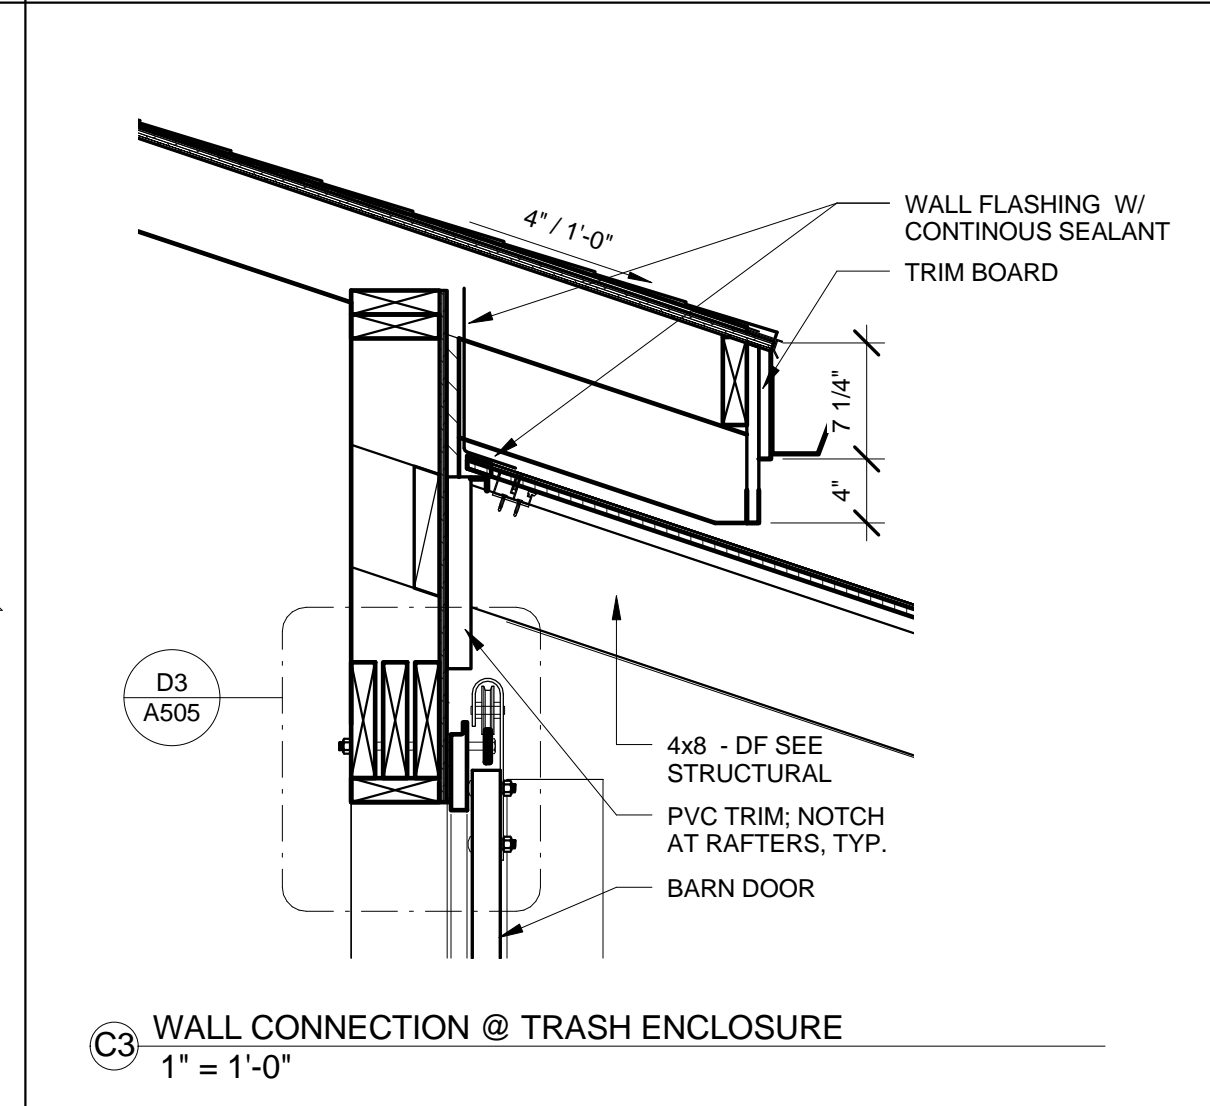 4" / 1'-0"
WALL FLASHING W/
CONTINOUS SEALANT
TRIM BOARD
7 1/4"
4"
D3
A505
4x8 - DF SEE
STRUCTURAL
PVC TRIM; NOTCH
AT RAFTERS, TYP.
BARN DOOR
C3
WALL CONNECTION @ TRASH ENCLOSURE
1" = 1'-0"